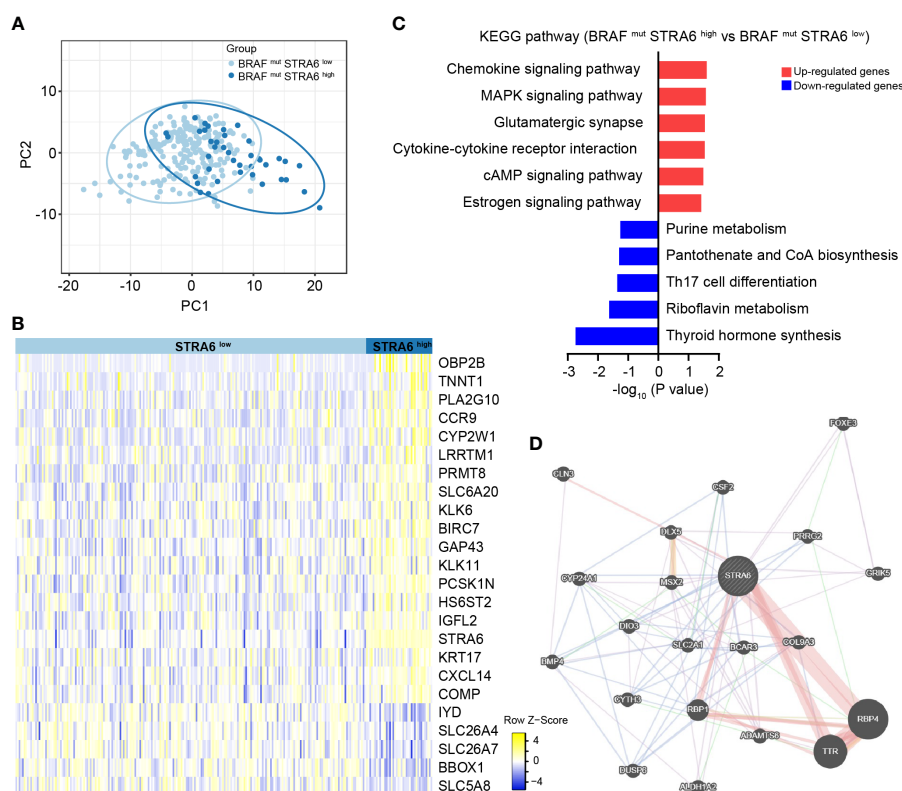 A
Group
BRAF mut STRA6 low
BRAF mut STRA6 high
PC2
10
0
-10
-20
-10
0
10
20
PC1
B
STRA6 low
STRA6 high
OBP2B
TNNT1
PLA2G10
CCR9
CYP2W1
LRRTM1
PRMT8
SLC6A20
KLK6
BIRC7
GAP43
KLK11
PCSK1N
HS6ST2
IGFL2
STRA6
KRT17
CXCL14
COMP
IYD
SLC26A4
SLC26A7
BBOX1
SLC5A8
Row Z−Score
4
2
0
−2
−4
C
KEGG pathway (BRAF mut STRA6 high vs BRAF mut STRA6 low)
Up-regulated genes
Down-regulated genes
Chemokine signaling pathway
MAPK signaling pathway
Glutamatergic synapse
Cytokine-cytokine receptor interaction
cAMP signaling pathway
Estrogen signaling pathway
Purine metabolism
Pantothenate and CoA biosynthesis
Th17 cell differentiation
Riboflavin metabolism
Thyroid hormone synthesis
-3 -2 -1 0 1 2
-log10 (P value)
D
FOXE3
CLN3
CSF2
DLX5
PRRG2
STRA6
GRIK5
CYP24A1
MSX2
DIO3
SLC2A1
BCAR3
COL9A3
BMP4
CYTH3
RBP1
RBP4
ADAMTS6
TTR
DUSP6
ALDH1A2